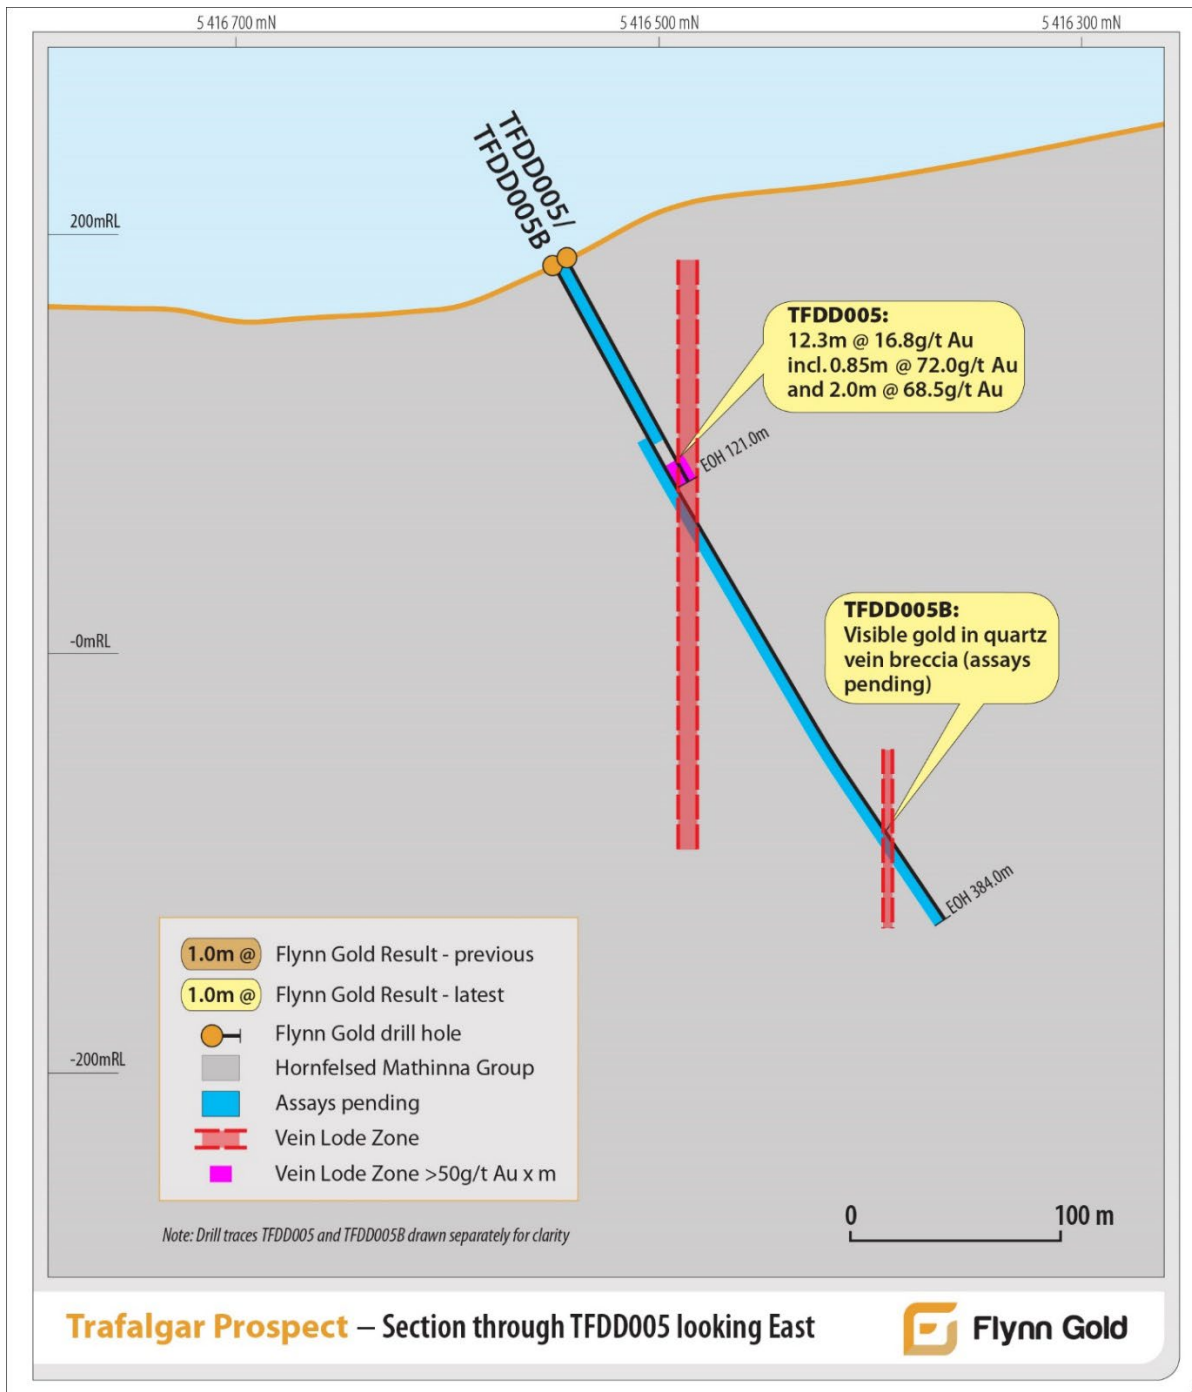 5 416 700 mN
5 416 500 mN
5 416 300 mN
TFDD005/
TFDD005B
200mRL
TFDD005:
12.3m @ 16.8g/t Au
incl. 0.85m @ 72.0g/t Au
and 2.0m @ 68.5g/t Au
EOH 121.0m
-0mRL
TFDD005B:
Visible gold in quartz
vein breccia (assays
pending)
EOH 384.0m
-200mRL
1.0m @ Flynn Gold Result - previous
1.0m @ Flynn Gold Result - latest
Flynn Gold drill hole
Hornfelsed Mathinna Group
Assays pending
Vein Lode Zone
Vein Lode Zone >50g/t Au x m
Note: Drill traces TFDD005 and TFDD005B drawn separately for clarity
0 100 m
Trafalgar Prospect – Section through TFDD005 looking East
Flynn Gold